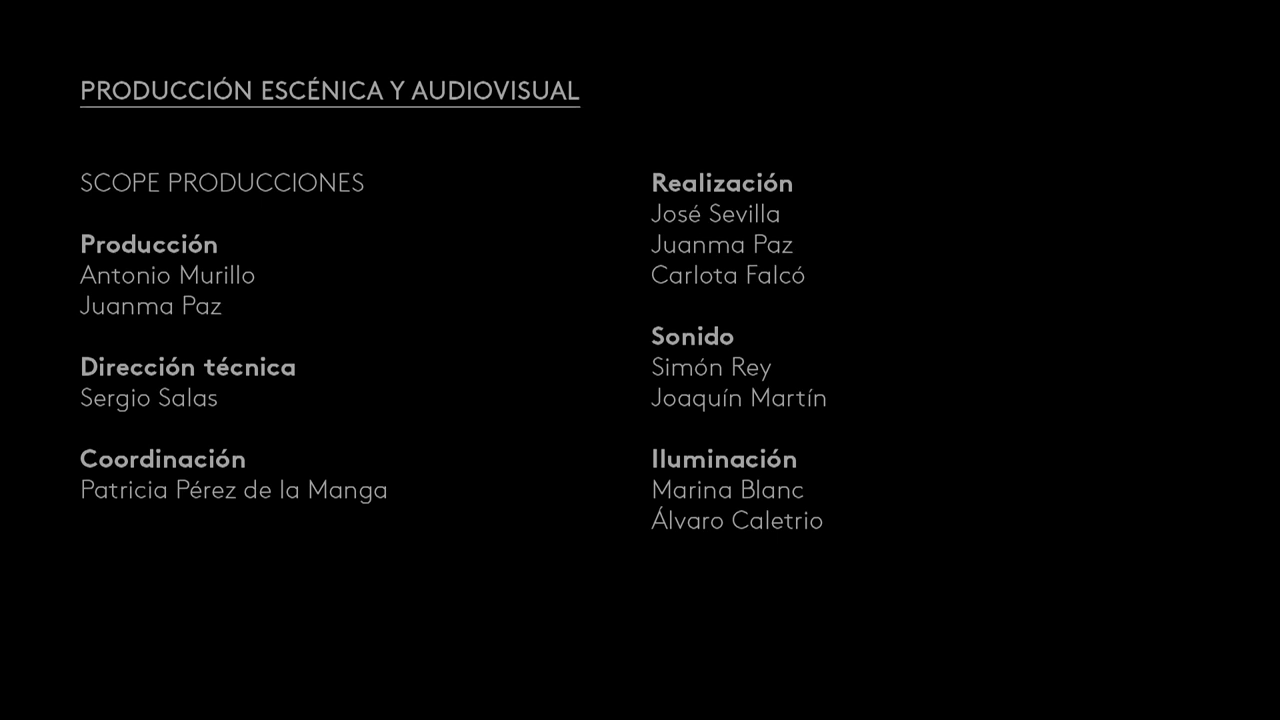 PRODUCCIÓN ESCÉNICA Y AUDIOVISUAL
SCOPE PRODUCCIONES
Producción
Antonio Murillo
Juanma Paz
Dirección técnica
Sergio Salas
Coordinación
Patricia Pérez de la Manga
Realización
José Sevilla
Juanma Paz
Carlota Falcó
Sonido
Simón Rey
Joaquín Martín
Iluminación
Marina Blanc
Álvaro Caletrio